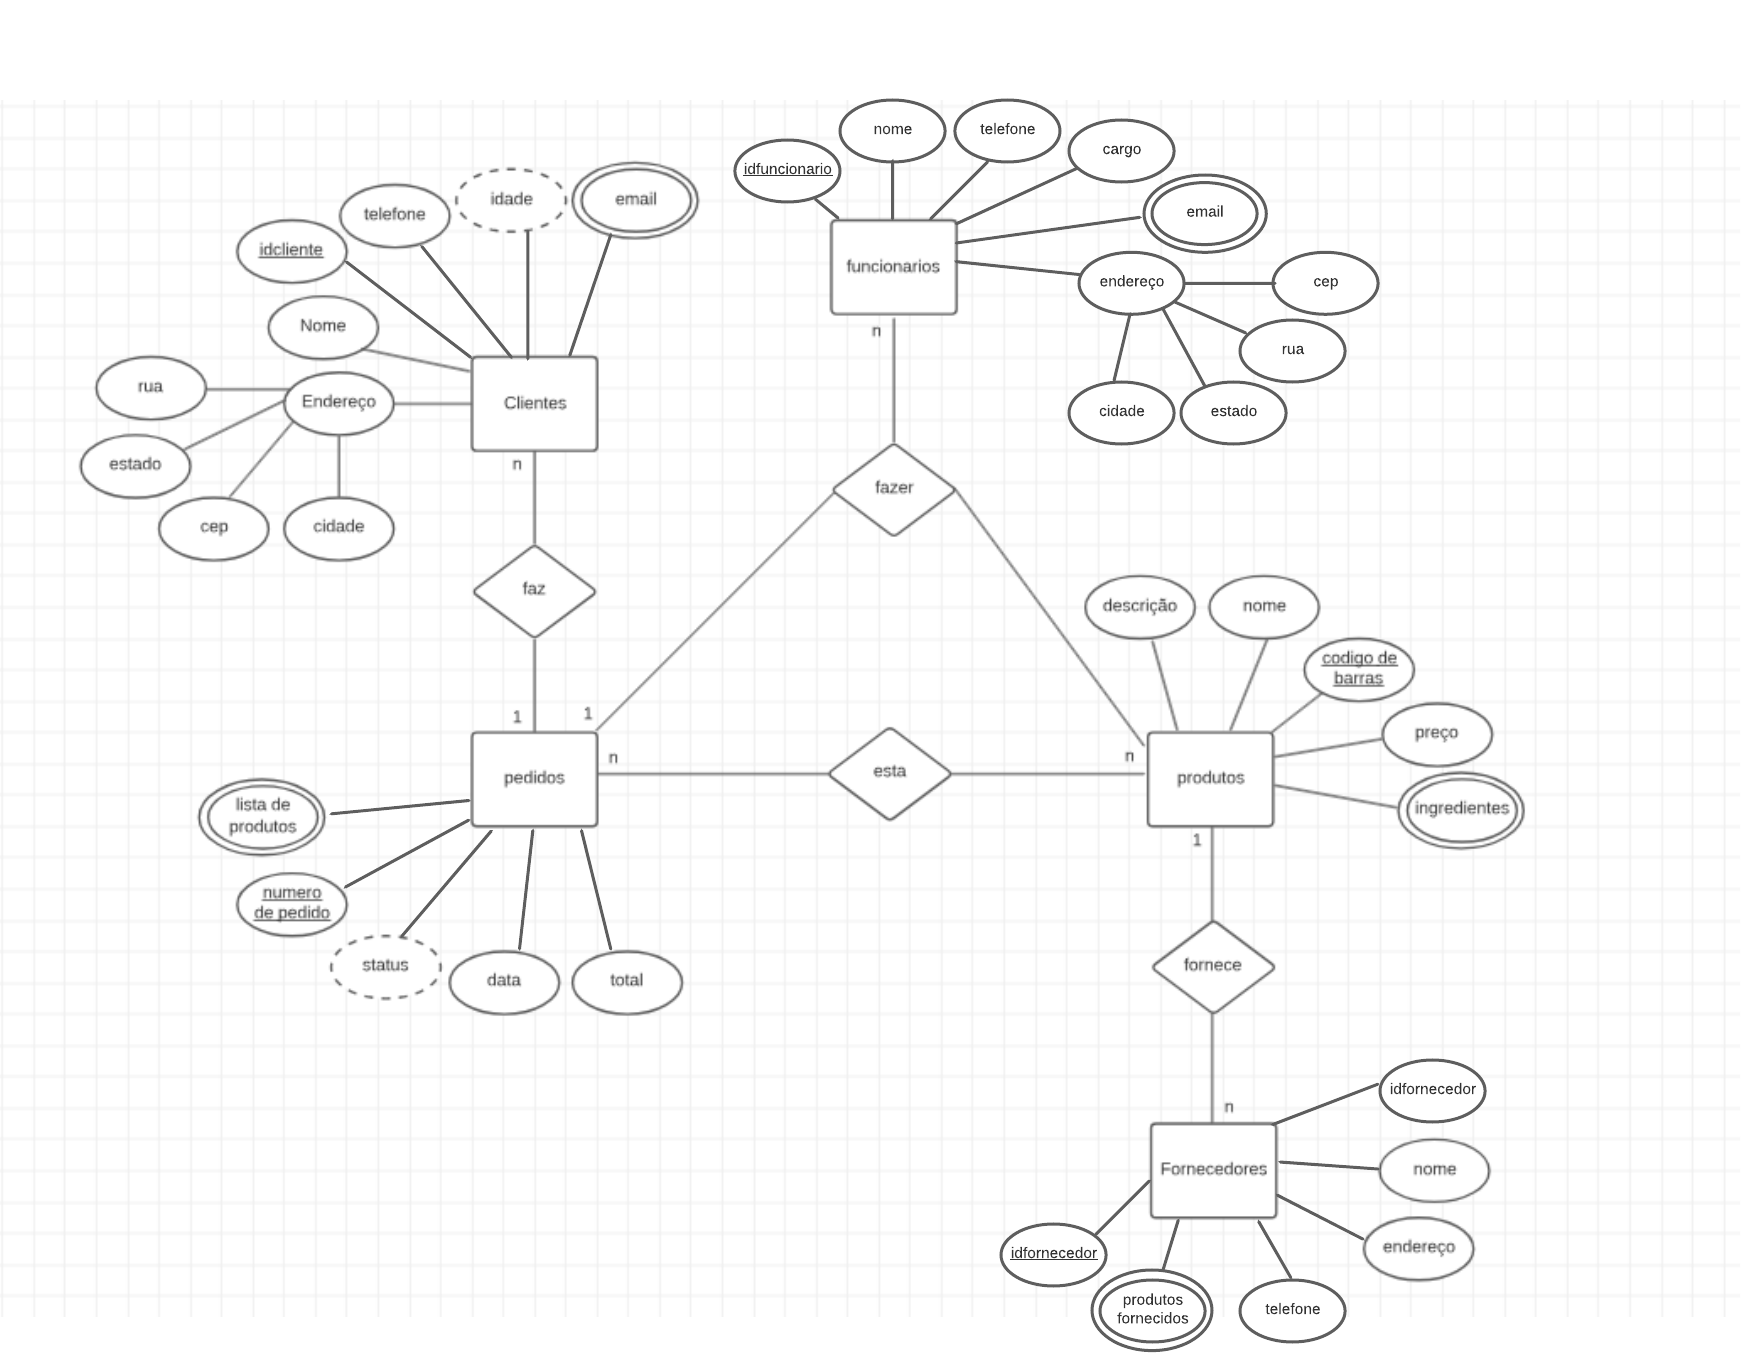 nome
telefone
cargo
idfuncionario
email
funcionarios
endereço
cep
rua
cidade
estado
n
idade
email
telefone
idcliente
Nome
rua
Endereço
Clientes
estado
cep
cidade
n
faz
fazer
1
1
n
pedidos
esta
n
produtos
descrição
nome
codigo de
barras
preço
ingredientes
1
lista de
produtos
numero
de pedido
status
data
total
fornece
n
Fornecedores
idfornecedor
nome
endereço
idfornecedor
produtos
fornecidos
telefone